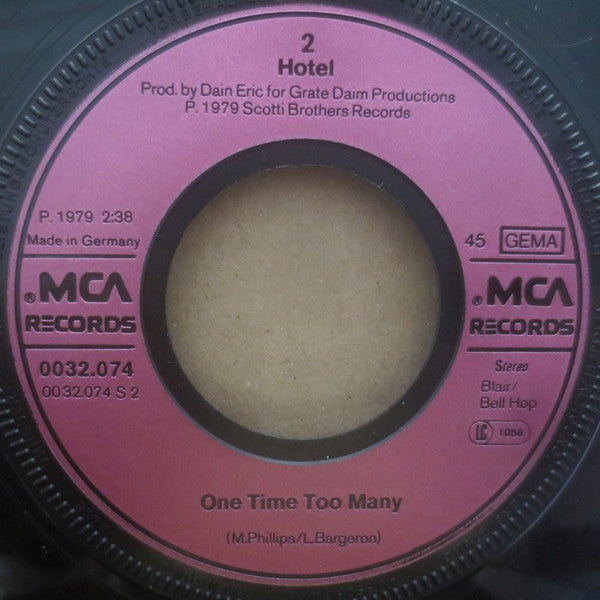 2
Hotel
Prod. by Dain Eric for Grate Daim Productions
P. 1979 Scotti Brothers Records
P. 1979 2:38
Made in Germany
45 GEMA
® MCA
RECORDS
® MCA
RECORDS
0032.074
0032.074 S 2
Stereo
Blair/
Bell Hop
LC 1056
One Time Too Many
(M.Phillips/L.Bargeron)